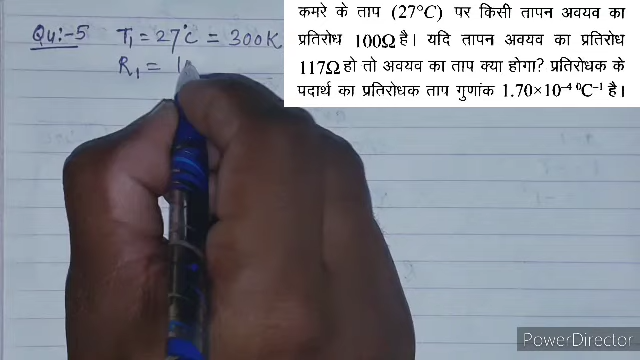 Qu:-5 T₁ = 27°C = 300K
R₁ = 1
कमरे के ताप (27°C) पर किसी तापन अवयव का
प्रतिरोध 100Ω है। यदि तापन अवयव का प्रतिरोध
117Ω हो तो अवयव का ताप क्या होगा? प्रतिरोधक के
पदार्थ का प्रतिरोधक ताप गुणांक 1.70×10⁻⁴ ⁰C⁻¹ है।
PowerDirector